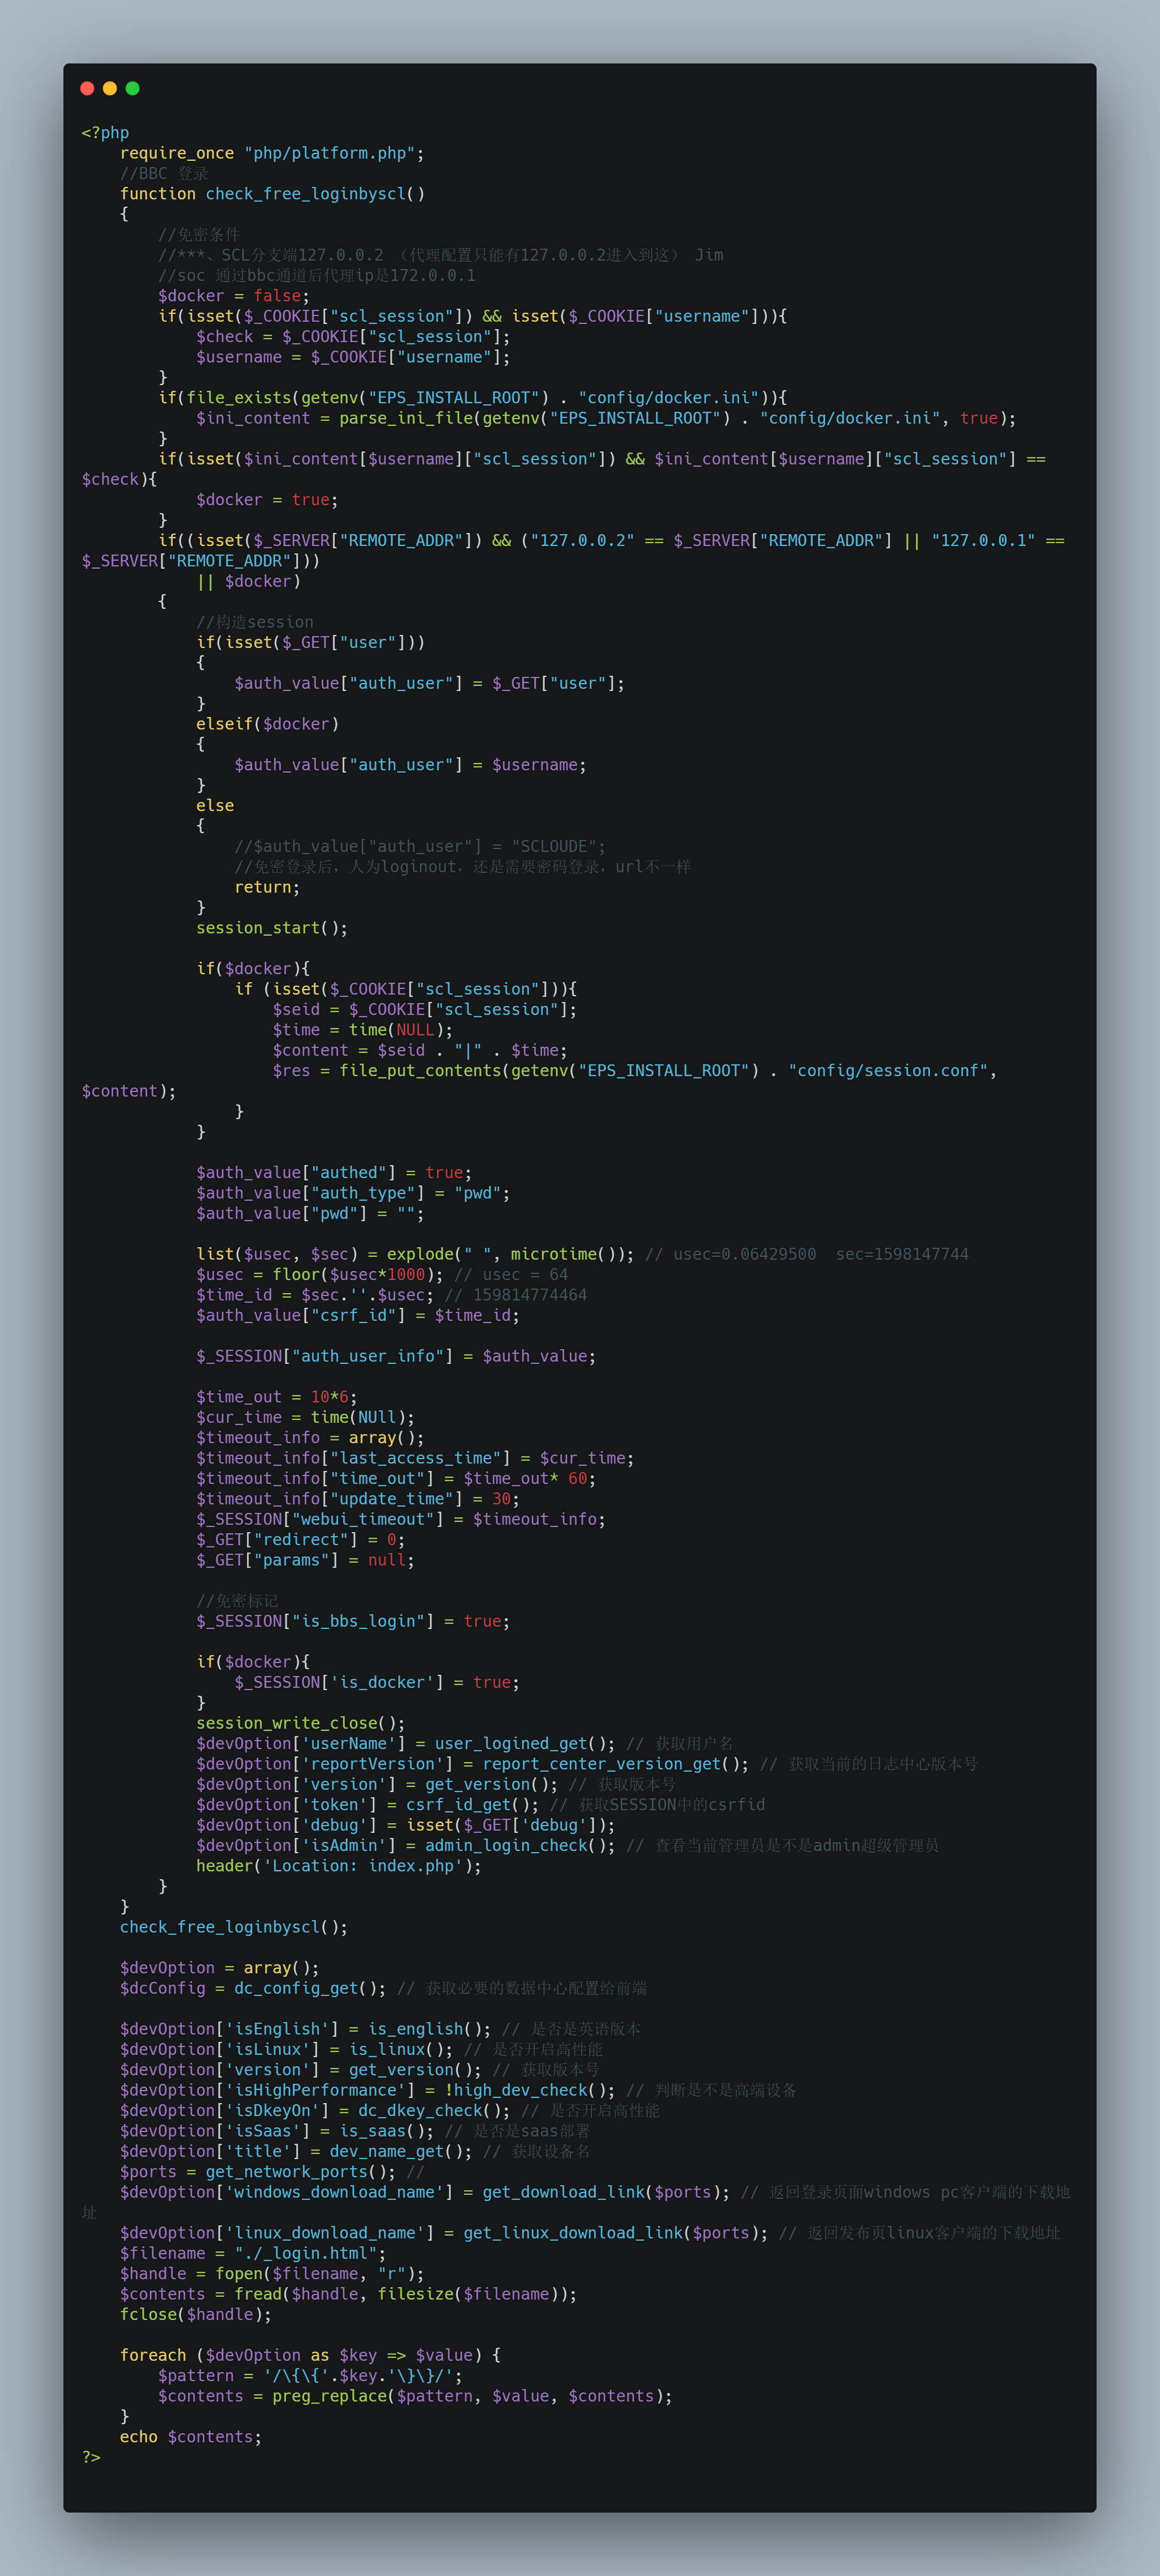 <?php
    require_once "php/platform.php";
    //BBC 登录
    function check_free_loginbyscl()
    {
        //免密条件
        //***、SCL分支端127.0.0.2 （代理配置只能有127.0.0.2进入到这） Jim
        //soc 通过bbc通道后代理ip是172.0.0.1
        $docker = false;
        if(isset($_COOKIE["scl_session"]) && isset($_COOKIE["username"])){
            $check = $_COOKIE["scl_session"];
            $username = $_COOKIE["username"];
        }
        if(file_exists(getenv("EPS_INSTALL_ROOT") . "config/docker.ini")){
            $ini_content = parse_ini_file(getenv("EPS_INSTALL_ROOT") . "config/docker.ini", true);
        }
        if(isset($ini_content[$username]["scl_session"]) && $ini_content[$username]["scl_session"] ==
$check){
            $docker = true;
        }
        if((isset($_SERVER["REMOTE_ADDR"]) && ("127.0.0.2" == $_SERVER["REMOTE_ADDR"] || "127.0.0.1" ==
$_SERVER["REMOTE_ADDR"]))
            || $docker)
        {
            //构造session
            if(isset($_GET["user"]))
            {
                $auth_value["auth_user"] = $_GET["user"];
            }
            elseif($docker)
            {
                $auth_value["auth_user"] = $username;
            }
            else
            {
                //$auth_value["auth_user"] = "SCLOUDE";
                //免密登录后，人为loginout，还是需要密码登录，url不一样
                return;
            }
            session_start();

            if($docker){
                if (isset($_COOKIE["scl_session"])){
                    $seid = $_COOKIE["scl_session"];
                    $time = time(NULL);
                    $content = $seid . "|" . $time;
                    $res = file_put_contents(getenv("EPS_INSTALL_ROOT") . "config/session.conf",
$content);
                }
            }

            $auth_value["authed"] = true;
            $auth_value["auth_type"] = "pwd";
            $auth_value["pwd"] = "";

            list($usec, $sec) = explode(" ", microtime()); // usec=0.06429500  sec=1598147744
            $usec = floor($usec*1000); // usec = 64
            $time_id = $sec.''.$usec; // 159814774464
            $auth_value["csrf_id"] = $time_id;

            $_SESSION["auth_user_info"] = $auth_value;

            $time_out = 10*6;
            $cur_time = time(NUll);
            $timeout_info = array();
            $timeout_info["last_access_time"] = $cur_time;
            $timeout_info["time_out"] = $time_out* 60;
            $timeout_info["update_time"] = 30;
            $_SESSION["webui_timeout"] = $timeout_info;
            $_GET["redirect"] = 0;
            $_GET["params"] = null;

            //免密标记
            $_SESSION["is_bbs_login"] = true;

            if($docker){
                $_SESSION['is_docker'] = true;
            }
            session_write_close();
            $devOption['userName'] = user_logined_get(); // 获取用户名
            $devOption['reportVersion'] = report_center_version_get(); // 获取当前的日志中心版本号
            $devOption['version'] = get_version(); // 获取版本号
            $devOption['token'] = csrf_id_get(); // 获取SESSION中的csrfid
            $devOption['debug'] = isset($_GET['debug']);
            $devOption['isAdmin'] = admin_login_check(); // 查看当前管理员是不是admin超级管理员
            header('Location: index.php');
        }
    }
    check_free_loginbyscl();

    $devOption = array();
    $dcConfig = dc_config_get(); // 获取必要的数据中心配置给前端

    $devOption['isEnglish'] = is_english(); // 是否是英语版本
    $devOption['isLinux'] = is_linux(); // 是否开启高性能
    $devOption['version'] = get_version(); // 获取版本号
    $devOption['isHighPerformance'] = !high_dev_check(); // 判断是不是高端设备
    $devOption['isDkeyOn'] = dc_dkey_check(); // 是否开启高性能
    $devOption['isSaas'] = is_saas(); // 是否是saas部署
    $devOption['title'] = dev_name_get(); // 获取设备名
    $ports = get_network_ports(); //
    $devOption['windows_download_name'] = get_download_link($ports); // 返回登录页面windows pc客户端的下载地
址
    $devOption['linux_download_name'] = get_linux_download_link($ports); // 返回发布页linux客户端的下载地址
    $filename = "./_login.html";
    $handle = fopen($filename, "r");
    $contents = fread($handle, filesize($filename));
    fclose($handle);

    foreach ($devOption as $key => $value) {
        $pattern = '/\{\{'.$key.'\}\}/';
        $contents = preg_replace($pattern, $value, $contents);
    }
    echo $contents;
?>